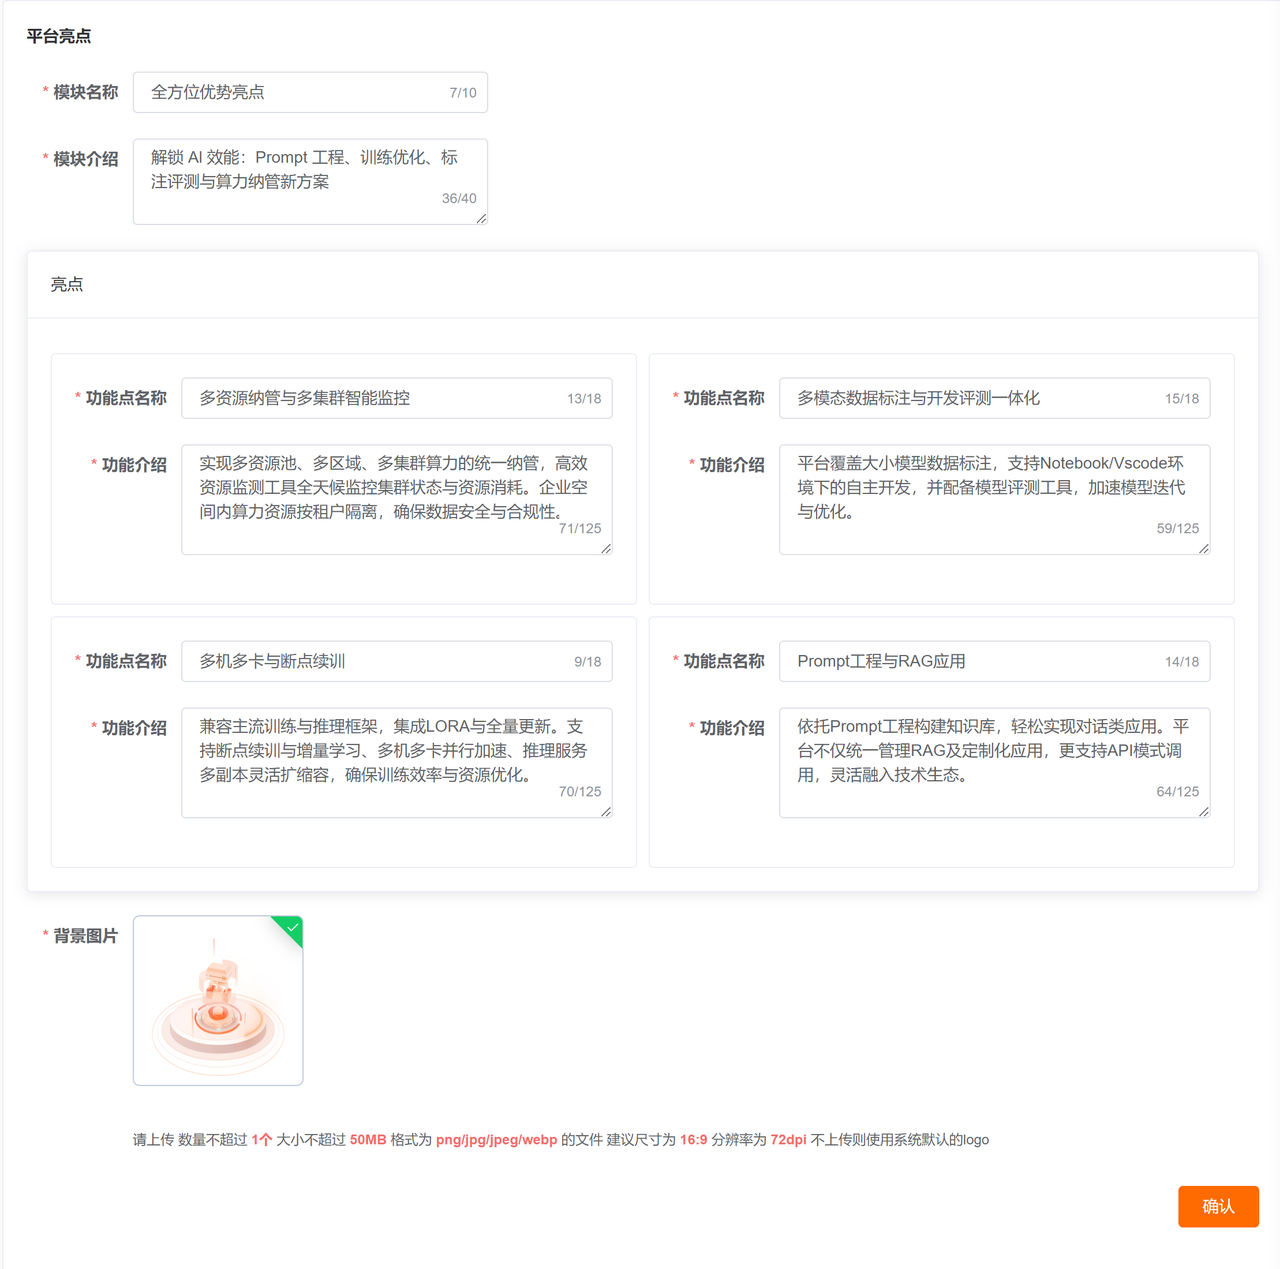 平台亮点
* 模块名称 全方位优势亮点 7/10
* 模块介绍 解锁 AI 效能：Prompt 工程、训练优化、标
注评测与算力纳管新方案
36/40
亮点
* 功能点名称 多资源纳管与多集群智能监控 13/18
* 功能介绍 实现多资源池、多区域、多集群算力的统一纳管，高效
资源监测工具全天候监控集群状态与资源消耗。企业空
间内算力资源按租户隔离，确保数据安全与合规性。
71/125
* 功能点名称 多模态数据标注与开发评测一体化 15/18
* 功能介绍 平台覆盖大小模型数据标注，支持Notebook/Vscode环
境下的自主开发，并配备模型评测工具，加速模型迭代
与优化。
59/125
* 功能点名称 多机多卡与断点续训 9/18
* 功能介绍 兼容主流训练与推理框架，集成LORA与全量更新。支
持断点续训与增量学习、多机多卡并行加速、推理服务
多副本灵活扩缩容，确保训练效率与资源优化。
70/125
* 功能点名称 Prompt工程与RAG应用 14/18
* 功能介绍 依托Prompt工程构建知识库，轻松实现对话类应用。平
台不仅统一管理RAG及定制化应用，更支持API模式调
用，灵活融入技术生态。
64/125
* 背景图片
请上传 数量不超过 1个 大小不超过 50MB 格式为 png/jpg/jpeg/webp 的文件 建议尺寸为 16:9 分辨率为 72dpi 不上传则使用系统默认的logo
确认